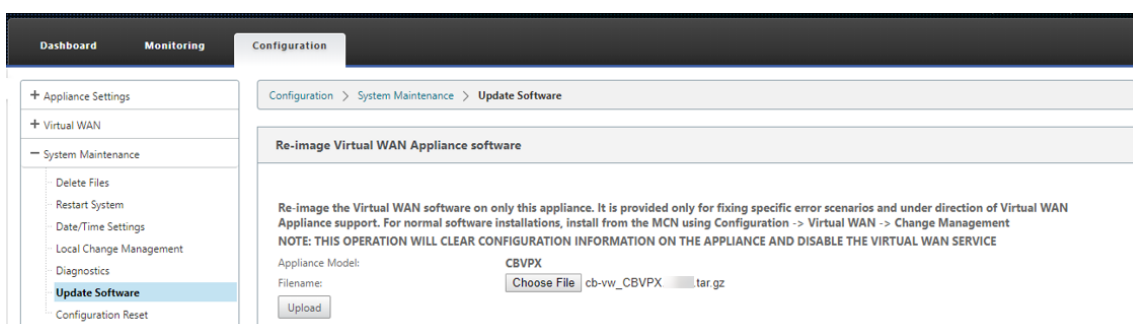 Dashboard Monitoring Configuration
+ Appliance Settings
+ Virtual WAN
− System Maintenance
Delete Files
Restart System
Date/Time Settings
Local Change Management
Diagnostics
Update Software
Configuration Reset
Configuration > System Maintenance > Update Software
Re-image Virtual WAN Appliance software
Re-image the Virtual WAN software on only this appliance. It is provided only for fixing specific error scenarios and under direction of Virtual WAN
Appliance support. For normal software installations, install from the MCN using Configuration -> Virtual WAN -> Change Management
NOTE: THIS OPERATION WILL CLEAR CONFIGURATION INFORMATION ON THE APPLIANCE AND DISABLE THE VIRTUAL WAN SERVICE
Appliance Model: CBVPX
Filename: Choose File cb-vw_CBVPX .tar.gz
Upload